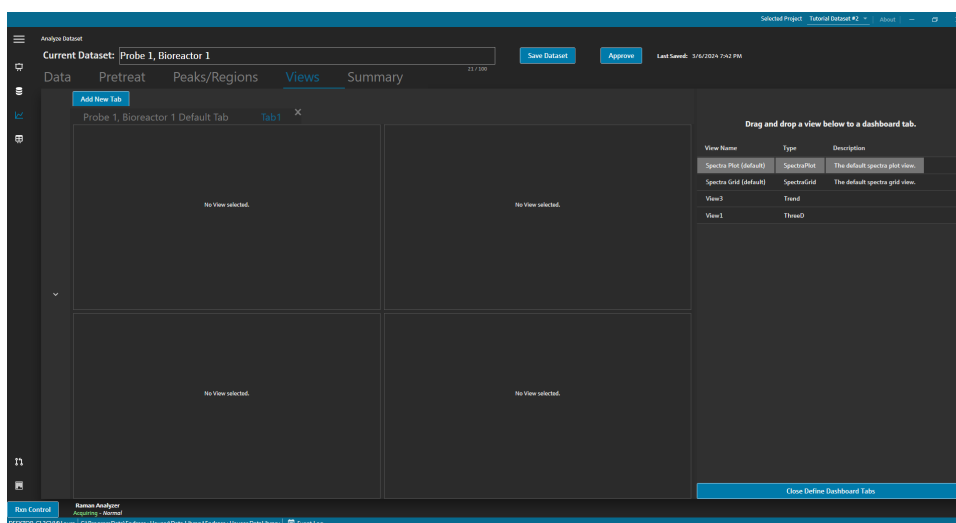 Selected Project Tutorial Dataset #2 About
Analyze Dataset
Current Dataset: Probe 1, Bioreactor 1
Save Dataset Approve Last Saved: 3/6/2024 7:42 PM
21 / 100
Data Pretreat Peaks/Regions Views Summary
Add New Tab
Probe 1, Bioreactor 1 Default Tab Tab1
Drag and drop a view below to a dashboard tab.
View Name Type Description
Spectra Plot (default) SpectraPlot The default spectra plot view.
Spectra Grid (default) SpectraGrid The default spectra grid view.
View3 Trend
View1 ThreeD
No View selected. No View selected.
No View selected. No View selected.
Close Define Dashboard Tabs
Rxn Control
Raman Analyzer
Acquiring - Normal